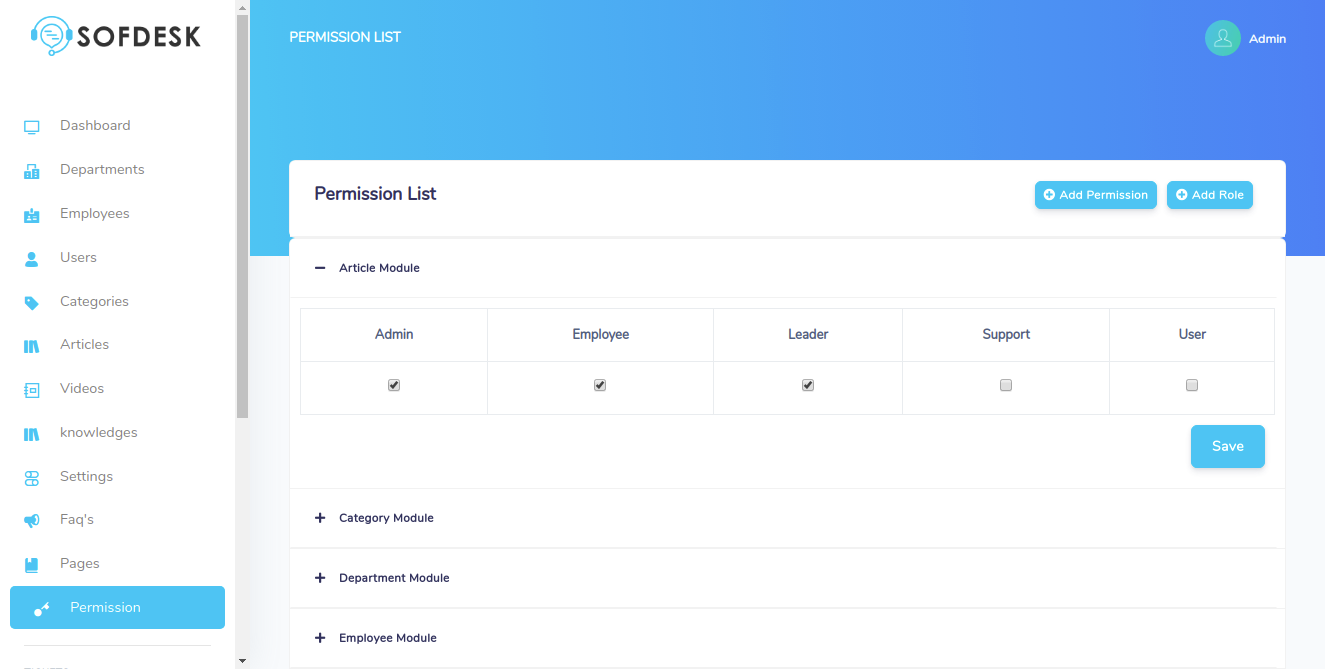 SOFDESK
Dashboard
Departments
Employees
Users
Categories
Articles
Videos
knowledges
Settings
Faq's
Pages
Permission
PERMISSION LIST
Admin
Permission List
Add Permission
Add Role
Article Module
Admin Employee Leader Support User
Save
Category Module
Department Module
Employee Module